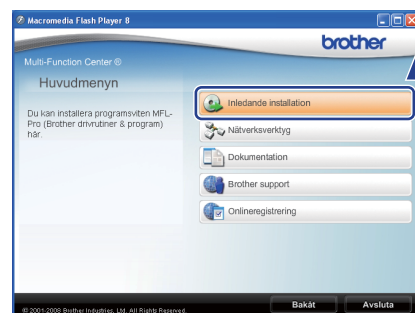 Macromedia Flash Player 8
brother
Multi-Function Center ®
Huvudmenyn
Du kan installera programsviten MFL-
Pro (Brother drivrutiner & program)
här.
Inledande installation
Nätverksverktyg
Dokumentation
Brother support
Onlineregistrering
© 2001-2008 Brother Industries, Ltd. All Rights Reserved.
Bakåt
Avsluta